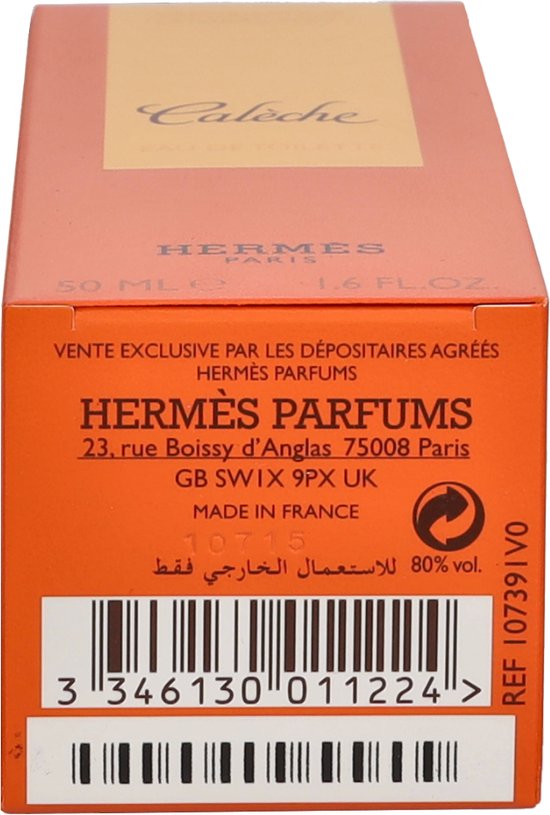 Calèche
EAU DE TOILETTE
HERMÈS
PARIS
50 ML ℮ 1.6 FL.OZ.
VENTE EXCLUSIVE PAR LES DÉPOSITAIRES AGRÉÉS
HERMÈS PARFUMS
HERMÈS PARFUMS
23, rue Boissy d'Anglas 75008 Paris
GB SW1X 9PX UK
MADE IN FRANCE
10715
للاستعمال الخارجي فقط
80% vol.
REF 107391V0
3 346130 011224 >